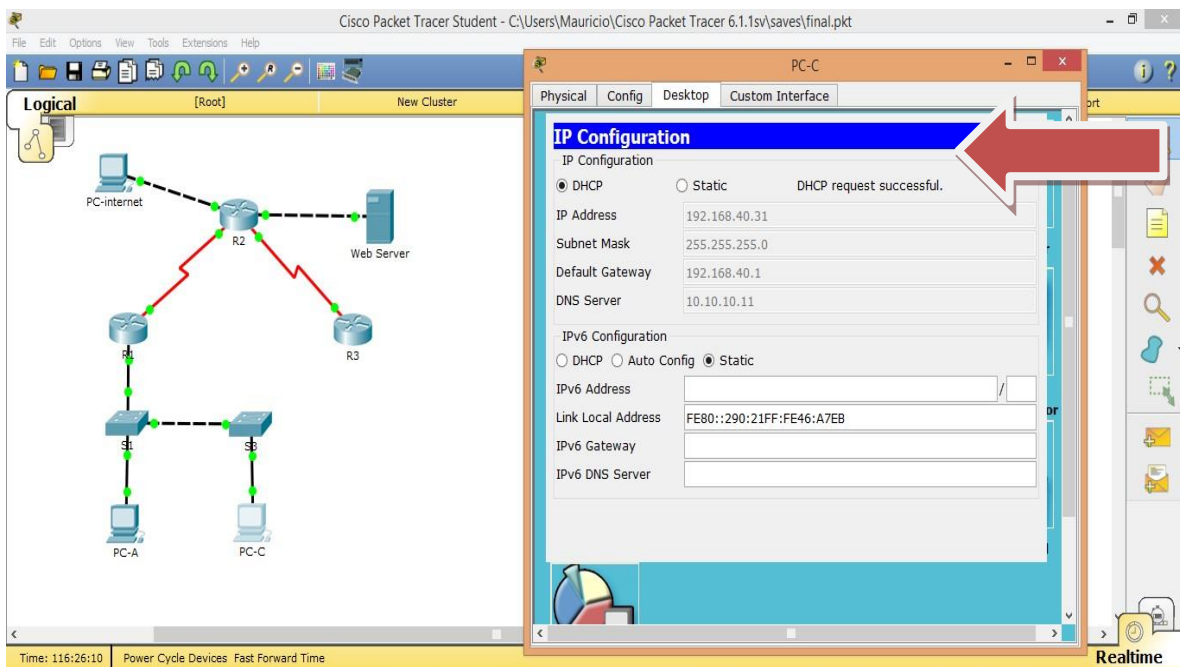 Cisco Packet Tracer Student - C:\Users\Mauricio\Cisco Packet Tracer 6.1.1sv\saves\final.pkt
File Edit Options View Tools Extensions Help
Logical
[Root]
New Cluster
ort
PC-internet
R2
Web Server
R1
R3
S1
S3
PC-A
PC-C
PC-C
Physical Config Desktop Custom Interface
IP Configuration
IP Configuration
DHCP Static DHCP request successful.
IP Address 192.168.40.31
Subnet Mask 255.255.255.0
Default Gateway 192.168.40.1
DNS Server 10.10.10.11
IPv6 Configuration
DHCP Auto Config Static
IPv6 Address /
Link Local Address FE80::290:21FF:FE46:A7EB
IPv6 Gateway
IPv6 DNS Server
or
Time: 116:26:10 Power Cycle Devices Fast Forward Time
Realtime